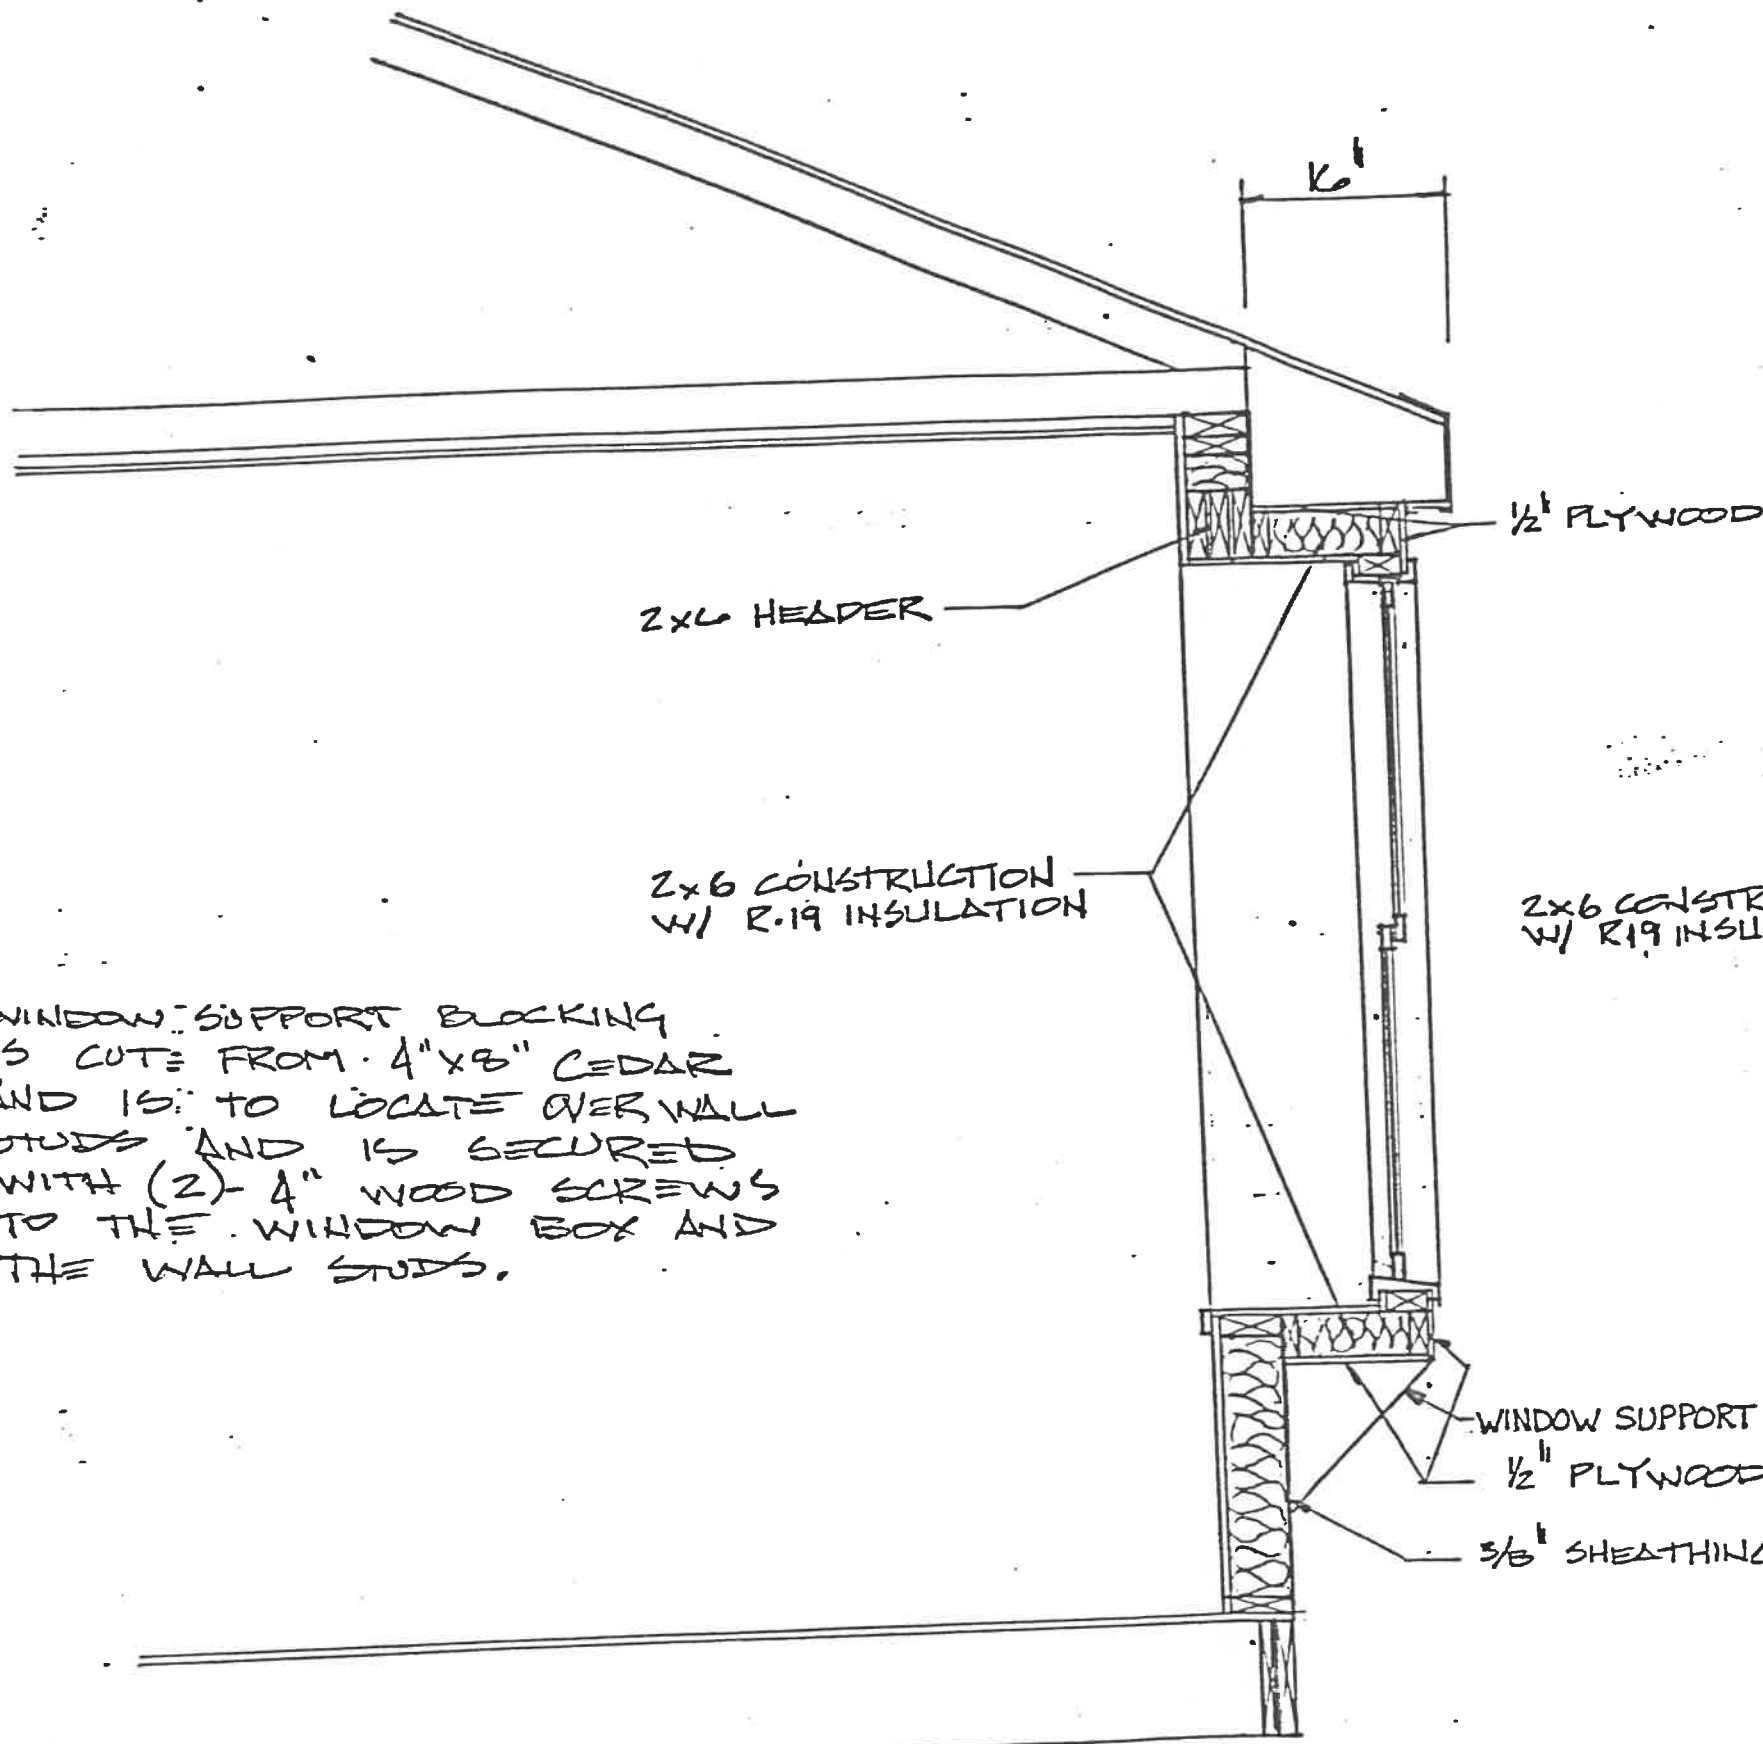 16"
1/2" PLYWOOD
2x6 HEADER
2x6 CONSTRUCTION
W/ R-19 INSULATION
2x6 CONSTR
W/ R19 INSU
WINDOW SUPPORT BLOCKING
S CUT FROM 4"x8" CEDAR
AND IS TO LOCATE OVER WALL
STUDS AND IS SECURED
WITH (2)- 4" WOOD SCREWS
TO THE WINDOW BOX AND
THE WALL STUDS.
WINDOW SUPPORT
1/2" PLYWOOD
SHEATHING